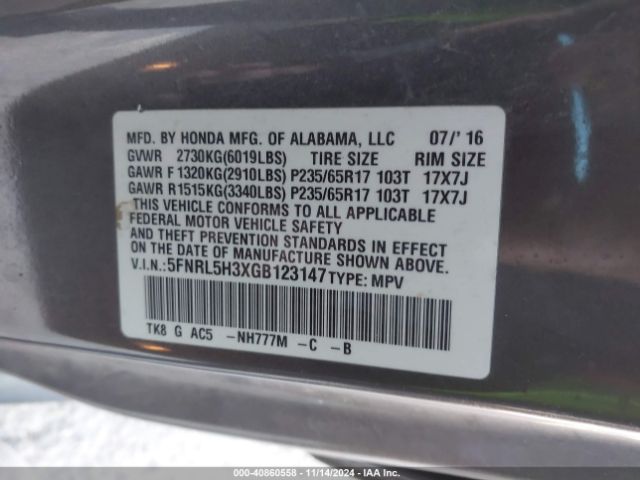 MFD. BY HONDA MFG. OF ALABAMA, LLC 07/'16
GVWR 2730KG(6019LBS) TIRE SIZE RIM SIZE
GAWR F 1320KG(2910LBS) P235/65R17 103T 17X7J
GAWR R1515KG(3340LBS) P235/65R17 103T 17X7J
THIS VEHICLE CONFORMS TO ALL APPLICABLE
FEDERAL MOTOR VEHICLE SAFETY
AND THEFT PREVENTION STANDARDS IN EFFECT
ON THE DATE OF MANUFACTURE SHOWN ABOVE.
V.I.N.:5FNRL5H3XGB123147 TYPE: MPV
TK8 G AC5 -NH777M -C -B
000-40860558 - 11/14/2024 - IAA Inc.